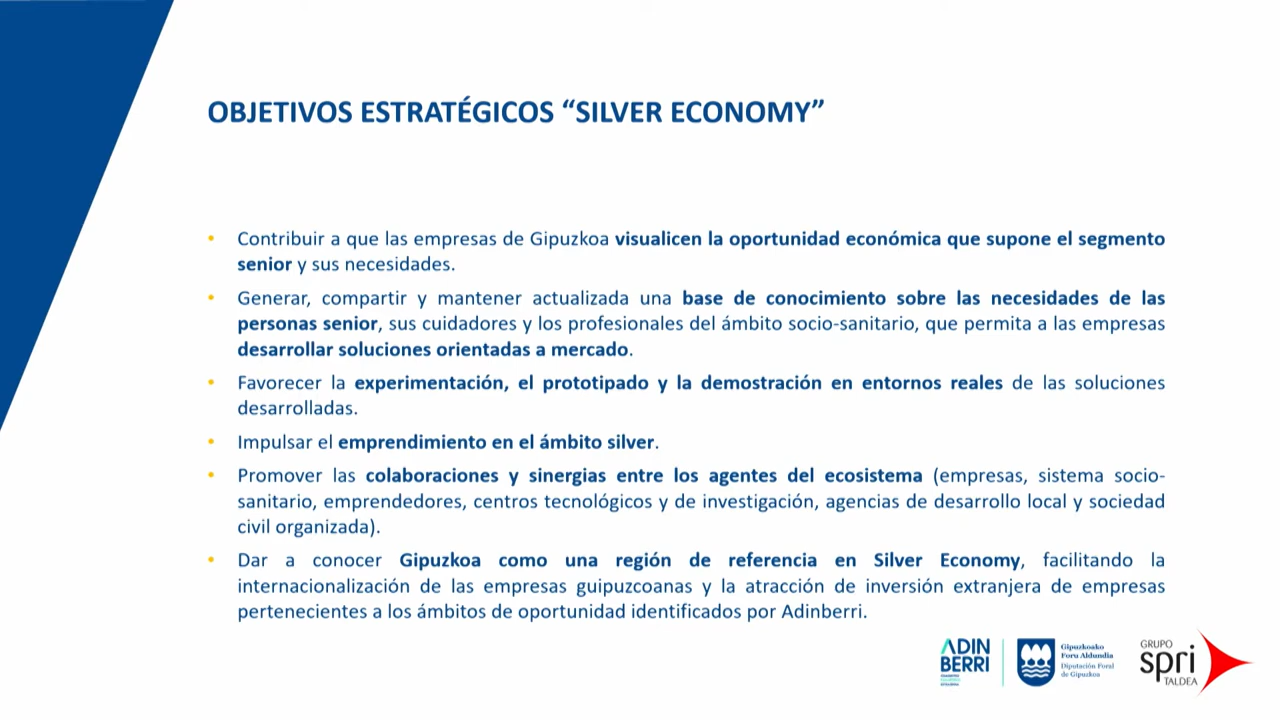 OBJETIVOS ESTRATÉGICOS “SILVER ECONOMY”
• Contribuir a que las empresas de Gipuzkoa visualicen la oportunidad económica que supone el segmento
senior y sus necesidades.
• Generar, compartir y mantener actualizada una base de conocimiento sobre las necesidades de las
personas senior, sus cuidadores y los profesionales del ámbito socio-sanitario, que permita a las empresas
desarrollar soluciones orientadas a mercado.
• Favorecer la experimentación, el prototipado y la demostración en entornos reales de las soluciones
desarrolladas.
• Impulsar el emprendimiento en el ámbito silver.
• Promover las colaboraciones y sinergias entre los agentes del ecosistema (empresas, sistema socio-
sanitario, emprendedores, centros tecnológicos y de investigación, agencias de desarrollo local y sociedad
civil organizada).
• Dar a conocer Gipuzkoa como una región de referencia en Silver Economy, facilitando la
internacionalización de las empresas guipuzcoanas y la atracción de inversión extranjera de empresas
pertenecientes a los ámbitos de oportunidad identificados por Adinberri.
ADIN
BERRI
Gipuzkoako
Foru Aldundia
Diputación Foral
de Gipuzkoa
GRUPO
spri
TALDEA